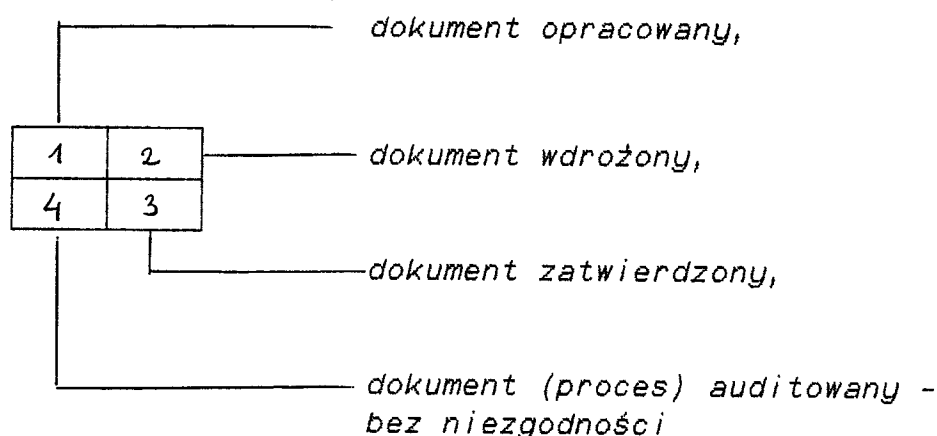 dokument opracowany,
1 2
dokument wdrożony,
4 3
dokument zatwierdzony,
dokument (proces) auditowany -
bez niezgodności